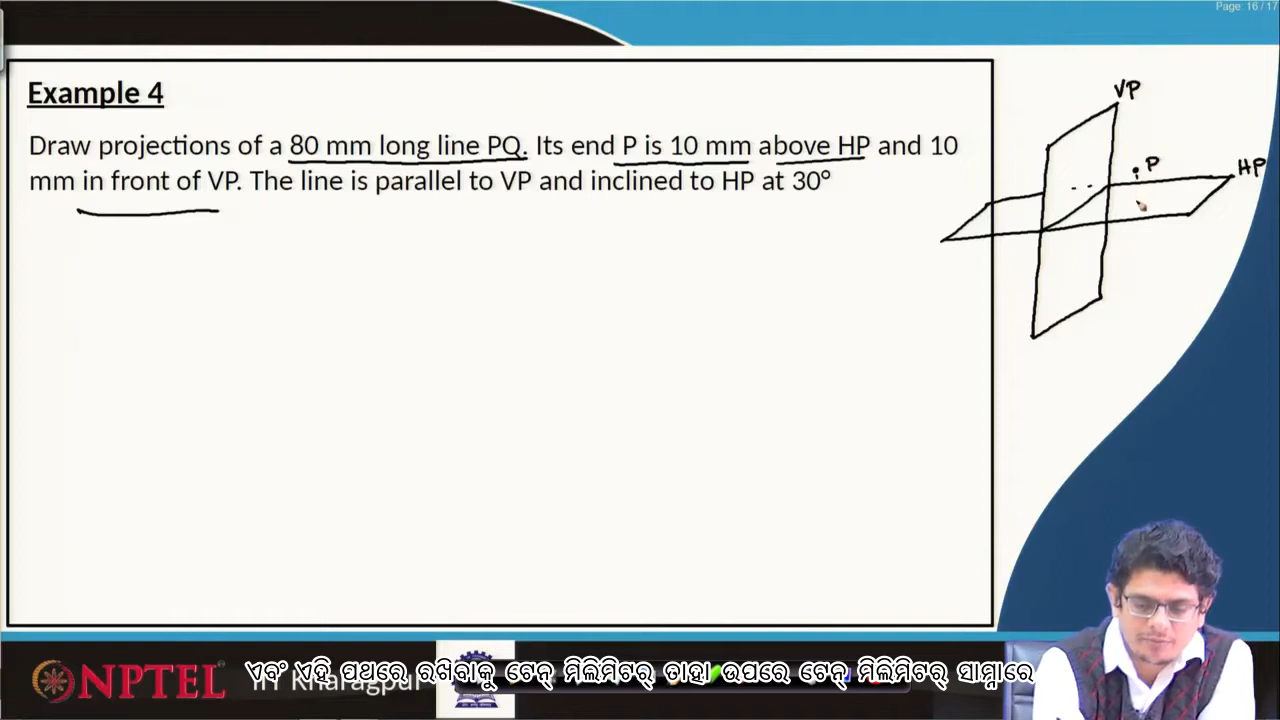 Page: 16 / 17
Example 4
Draw projections of a 80 mm long line PQ. Its end P is 10 mm above HP and 10
mm in front of VP. The line is parallel to VP and inclined to HP at 30°
VP
P
HP
NPTEL
IIT Kharagpur
ଏବଂ ଏହି ପଥରେ ରଖିବାକୁ ଟେନ୍ ମିଲିମିଟର୍ ତାହା ଉପରେ ଟେନ୍ ମିଲିମିଟର୍ ସାମ୍ନାରେ